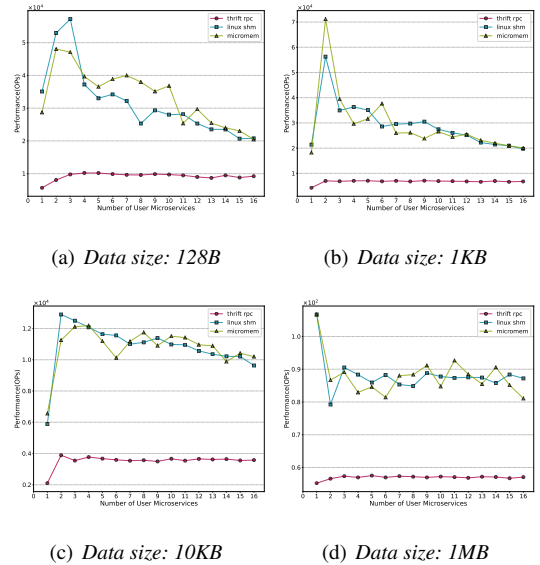 ×10⁴
5
4
3
2
1
0
Performance(OPs)
thrift rpc
linux shm
micromem
1 2 3 4 5 6 7 8 9 10 11 12 13 14 15 16
Number of User Microservices
(a) Data size: 128B
×10⁴
7
6
5
4
3
2
1
0
Performance(OPs)
thrift rpc
linux shm
micromem
1 2 3 4 5 6 7 8 9 10 11 12 13 14 15 16
Number of User Microservices
(b) Data size: 1KB
×10⁴
1.2
1.0
0.8
0.6
0.4
0.2
Performance(OPs)
thrift rpc
linux shm
micromem
0 1 2 3 4 5 6 7 8 9 10 11 12 13 14 15 16
Number of User Microservices
(c) Data size: 10KB
×10²
1.0
0.9
0.8
0.6
Performance(OPs)
thrift rpc
linux shm
micromem
0 1 2 3 4 5 6 7 8 9 10 11 12 13 14 15 16
Number of User Microservices
(d) Data size: 1MB